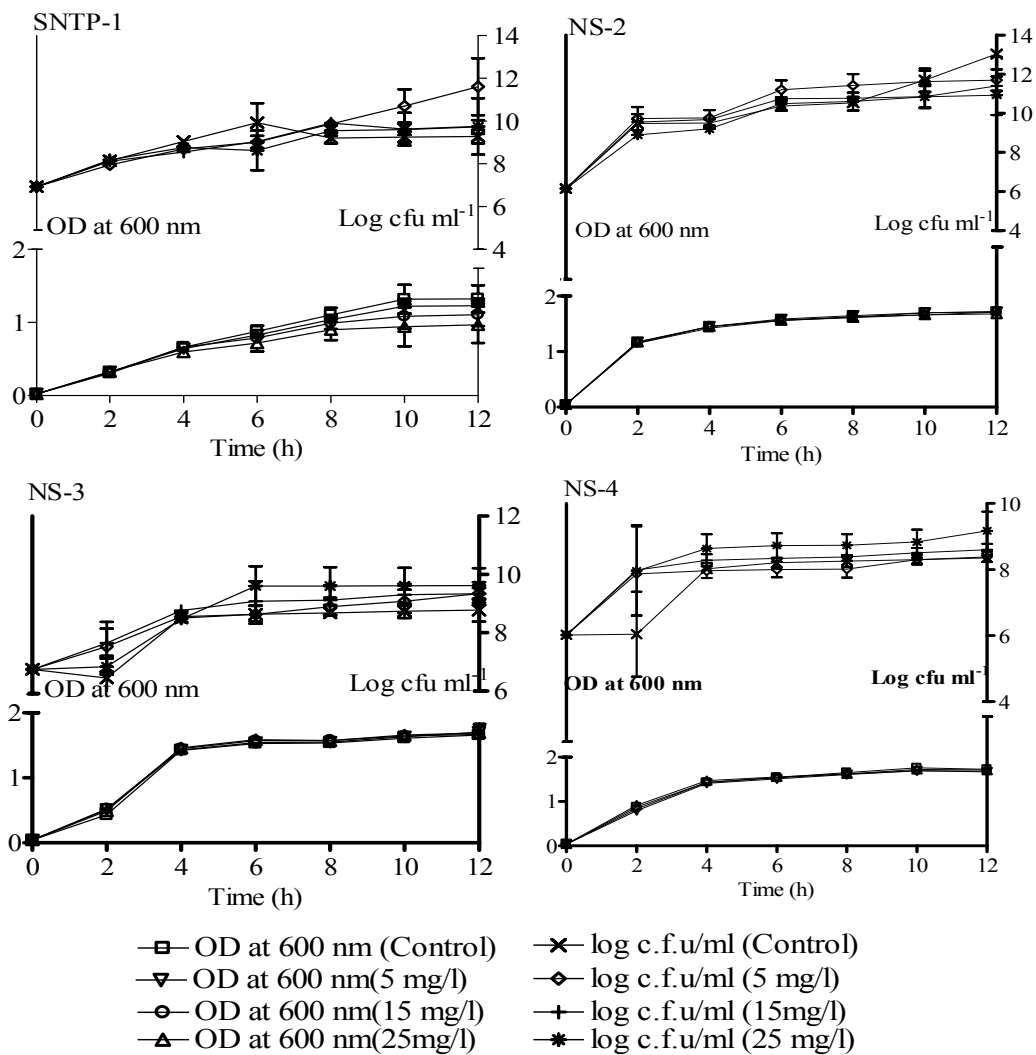 SNTP-1
14
12
10
8
6
4
OD at 600 nm
Log cfu ml-1
2
1
0
0 2 4 6 8 10 12
Time (h)
NS-2
14
12
10
8
6
4
OD at 600 nm
Log cfu ml-1
2
1
0
0 2 4 6 8 10 12
Time (h)
NS-3
12
10
8
6
OD at 600 nm
Log cfu ml-1
2
1
0
0 2 4 6 8 10 12
Time (h)
NS-4
10
8
6
4
OD at 600 nm
Log cfu ml-1
2
1
0
0 2 4 6 8 10 12
Time (h)
OD at 600 nm (Control)
OD at 600 nm(5 mg/l)
OD at 600 nm(15 mg/l)
OD at 600 nm(25mg/l)
log c.f.u/ml (Control)
log c.f.u/ml (5 mg/l)
log c.f.u/ml (15mg/l)
log c.f.u/ml (25 mg/l)